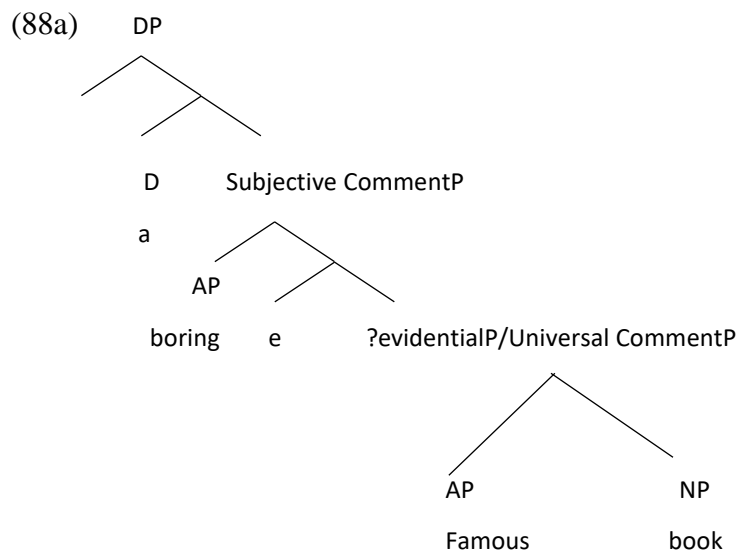 (88a) DP
D Subjective CommentP
a
AP
boring e ?evidentialP/Universal CommentP
AP NP
Famous book